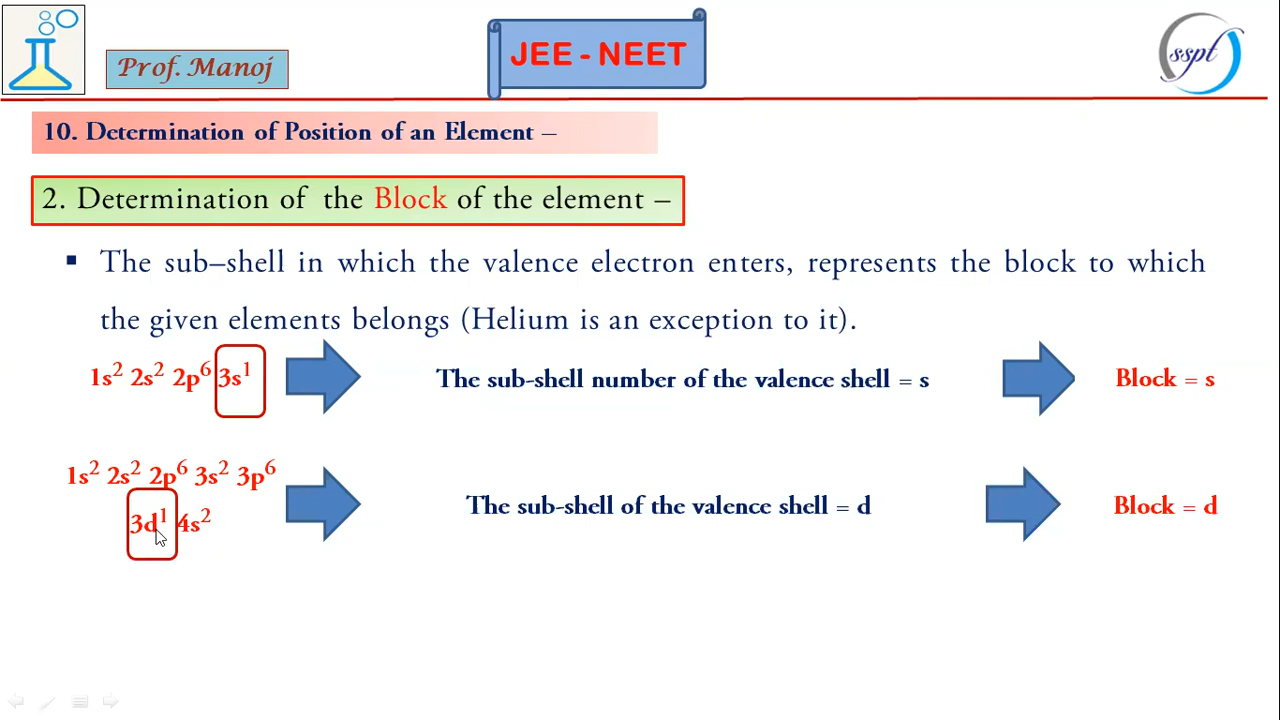 Prof. Manoj
JEE - NEET
sspt
10. Determination of Position of an Element –
2. Determination of the Block of the element –
▪ The sub–shell in which the valence electron enters, represents the block to which
the given elements belongs (Helium is an exception to it).
1s² 2s² 2p⁶ 3s¹
The sub-shell number of the valence shell = s
Block = s
1s² 2s² 2p⁶ 3s² 3p⁶
3d¹ 4s²
The sub-shell of the valence shell = d
Block = d